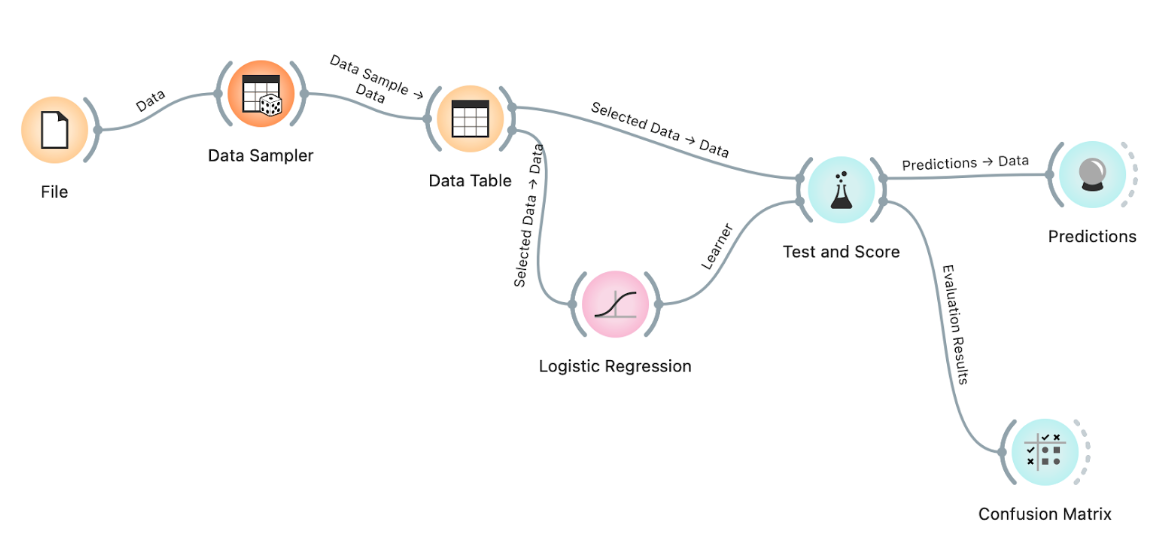 Data
Data Sample → Data
Selected Data → Data
Selected Data → Data
Learner
Predictions → Data
Evaluation Results
File
Data Sampler
Data Table
Logistic Regression
Test and Score
Predictions
Confusion Matrix